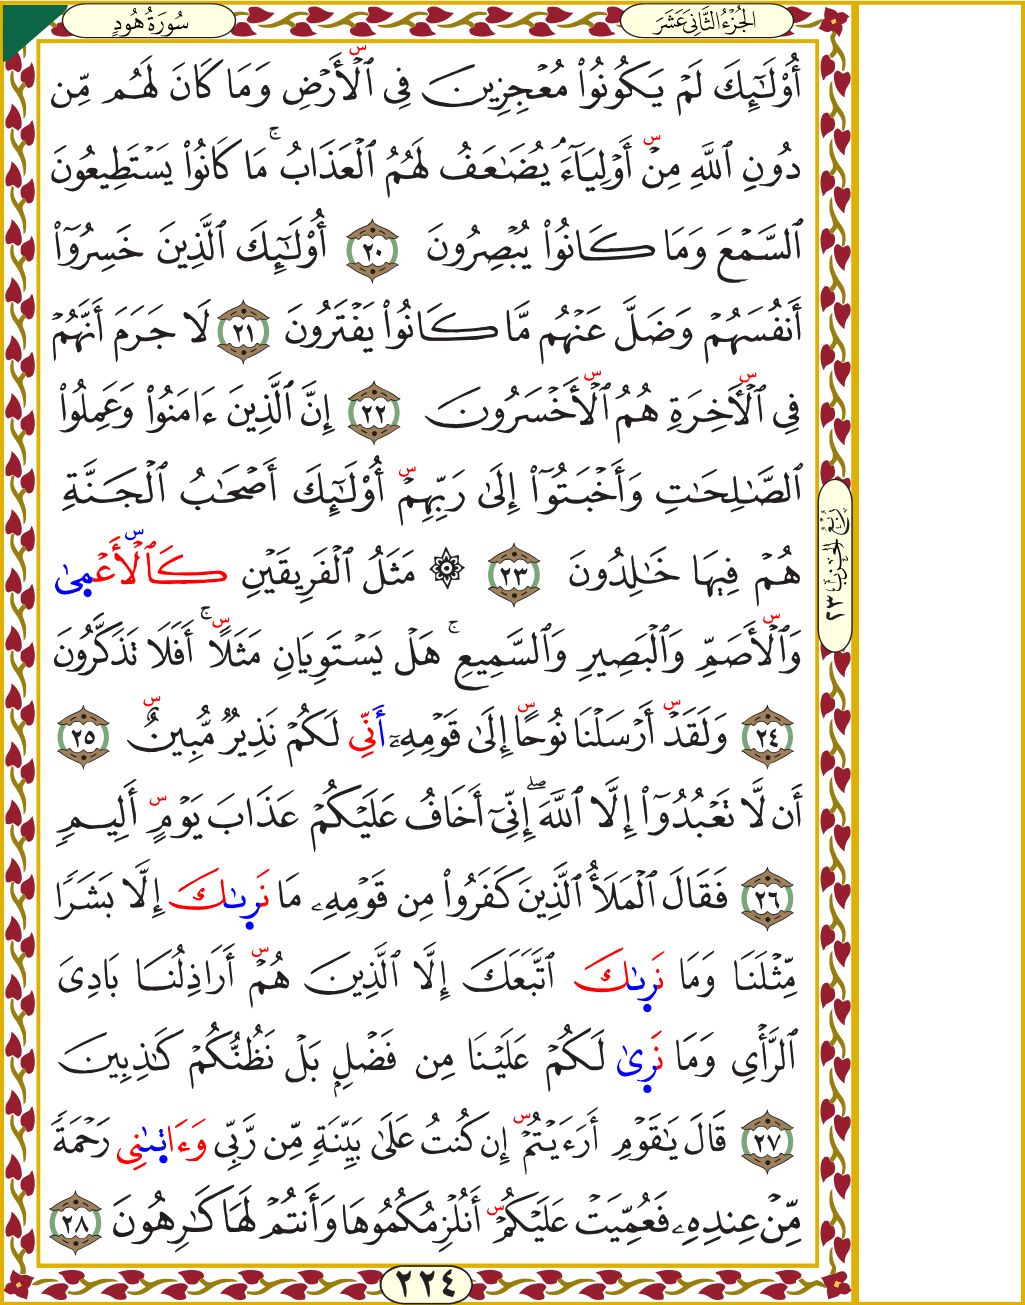 سُورَةُ هُودٍ
الجُزْءُ الثَّانِى عَشَرَ
أُوْلَٰٓئِكَ لَمْ يَكُونُواْ مُعْجِزِينَ فِي ٱلْأَرْضِ وَمَا كَانَ لَهُم مِّن
دُونِ ٱللَّهِ مِنْ أَوْلِيَآءَ ۘ يُضَٰعَفُ لَهُمُ ٱلْعَذَابُ ۚ مَا كَانُواْ يَسْتَطِيعُونَ
ٱلسَّمْعَ وَمَا كَانُواْ يُبْصِرُونَ ٢٠ أُوْلَٰٓئِكَ ٱلَّذِينَ خَسِرُوٓاْ
أَنفُسَهُمْ وَضَلَّ عَنْهُم مَّا كَانُواْ يَفْتَرُونَ ٢١ لَا جَرَمَ أَنَّهُمْ
فِي ٱلْأَخِرَةِ هُمُ ٱلْأَخْسَرُونَ ٢٢ إِنَّ ٱلَّذِينَ ءَامَنُواْ وَعَمِلُواْ
ٱلصَّٰلِحَٰتِ وَأَخْبَتُوٓاْ إِلَىٰ رَبِّهِمْ أُوْلَٰٓئِكَ أَصْحَٰبُ ٱلْجَنَّةِ
هُمْ فِيهَا خَٰلِدُونَ ٢٣ ۞ مَثَلُ ٱلْفَرِيقَيْنِ كَٱلْأَعْمِىٰ
وَٱلْأَصَمِّ وَٱلْبَصِيرِ وَٱلسَّمِيعِ ۚ هَلْ يَسْتَوِيَانِ مَثَلًا ۚ أَفَلَا تَذَكَّرُونَ
٢٤ وَلَقَدْ أَرْسَلْنَا نُوحًا إِلَىٰ قَوْمِهِۦٓ أَنِّي لَكُمْ نَذِيرٌ مُّبِينٌ ٢٥
أَن لَّا تَعْبُدُوٓاْ إِلَّا ٱللَّهَ ۖ إِنِّىٓ أَخَافُ عَلَيْكُمْ عَذَابَ يَوْمٍ أَلِيمٍ
٢٦ فَقَالَ ٱلْمَلَأُ ٱلَّذِينَ كَفَرُواْ مِن قَوْمِهِۦ مَا نَرِىٰكَ إِلَّا بَشَرًا
مِّثْلَنَا وَمَا نَرِىٰكَ ٱتَّبَعَكَ إِلَّا ٱلَّذِينَ هُمْ أَرَاذِلُنَا بَادِىَ
ٱلرَّأْيِ وَمَا نَرِىٰ لَكُمْ عَلَيْنَا مِن فَضْلٍ بَلْ نَظُنُّكُمْ كَٰذِبِينَ
٢٧ قَالَ يَٰقَوْمِ أَرَءَيْتُمْ إِن كُنتُ عَلَىٰ بَيِّنَةٍ مِّن رَّبِّي وَءَاتِىٰنِي رَحْمَةً
مِّنْ عِندِهِۦ فَعُمِّيَتْ عَلَيْكُمْ أَنُلْزِمُكُمُوهَا وَأَنتُمْ لَهَا كَٰرِهُونَ ٢٨
رُبْعُ الحِزْبِ ٢٣
٢٢٤